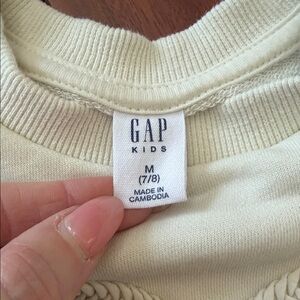 GAP
KIDS
M
(7/8)
MADE IN
CAMBODIA